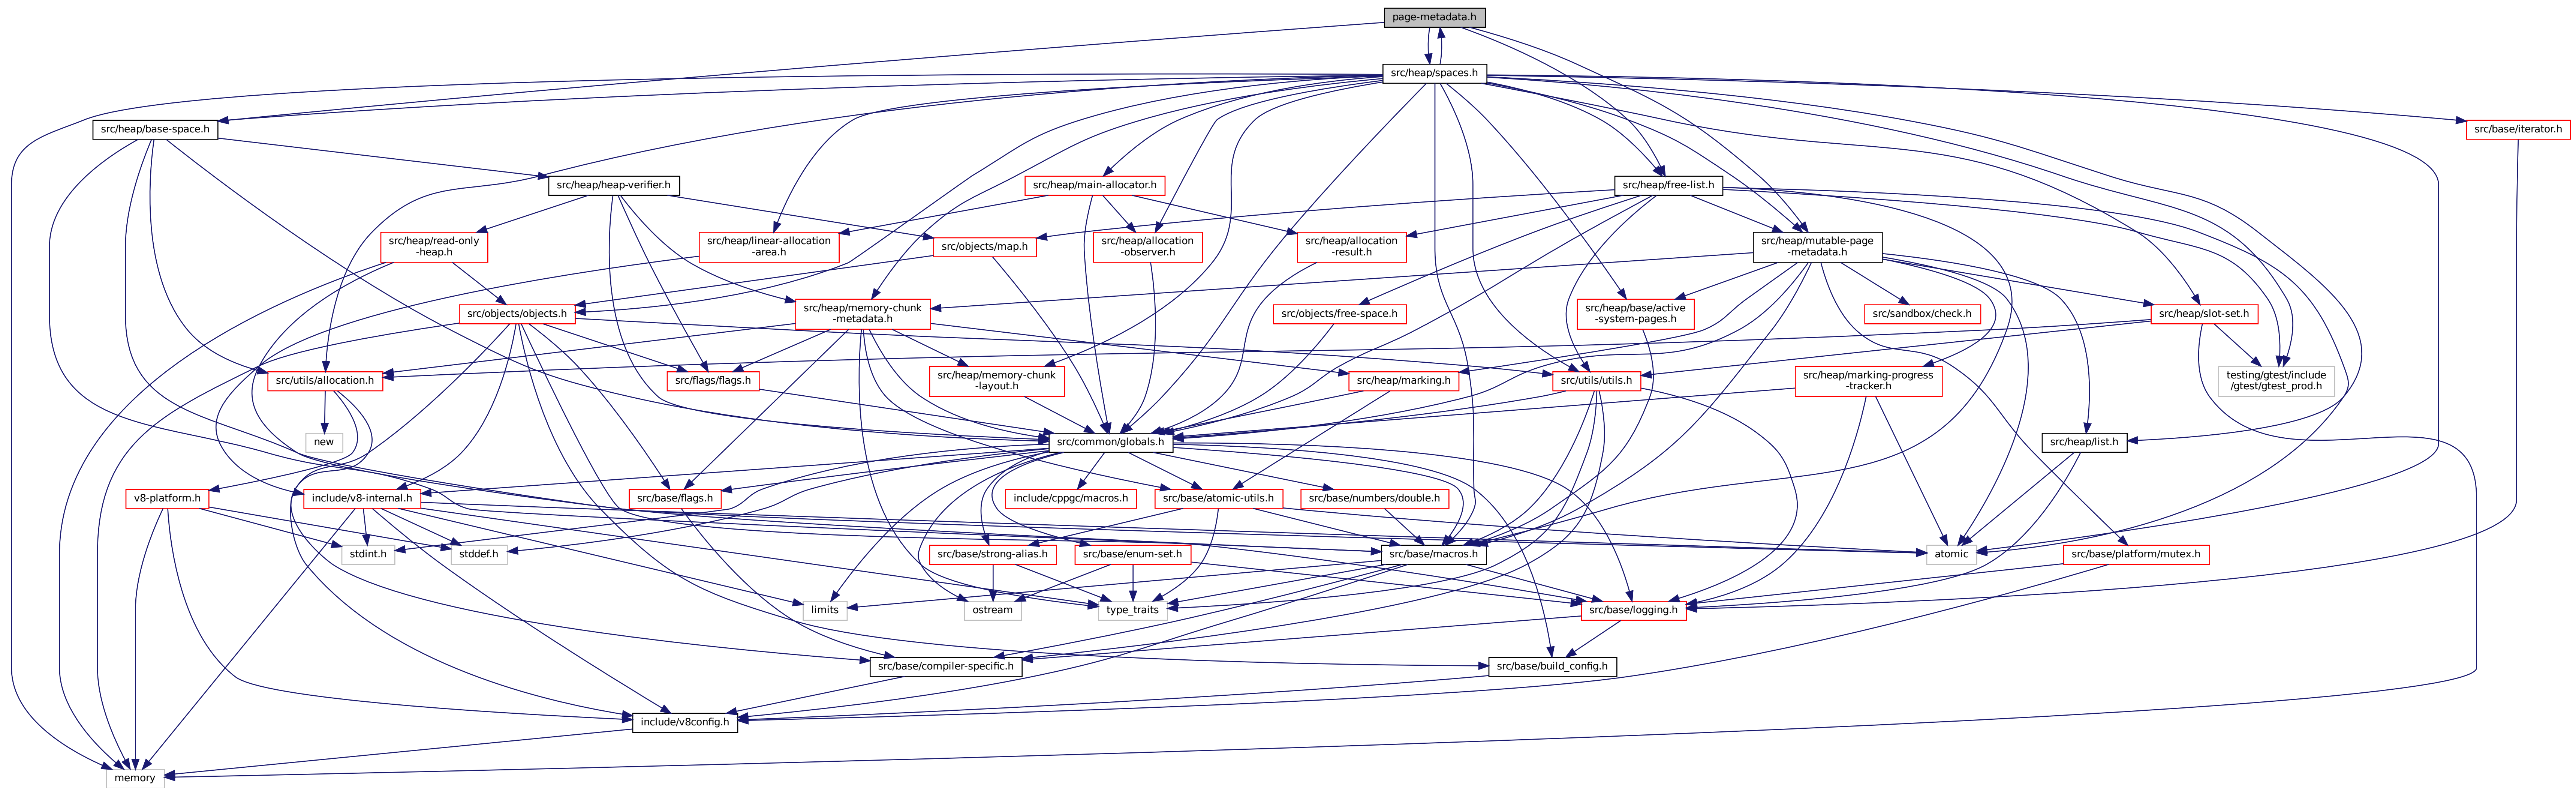 page-metadata.h
src/heap/spaces.h
src/heap/base-space.h
src/base/iterator.h
src/heap/heap-verifier.h
src/heap/main-allocator.h
src/heap/free-list.h
src/heap/read-only
-heap.h
src/heap/linear-allocation
-area.h
src/objects/map.h
src/heap/allocation
-observer.h
src/heap/allocation
-result.h
src/heap/mutable-page
-metadata.h
src/objects/objects.h
src/heap/memory-chunk
-metadata.h
src/objects/free-space.h
src/heap/base/active
-system-pages.h
src/sandbox/check.h
src/heap/slot-set.h
src/utils/allocation.h
src/flags/flags.h
src/heap/memory-chunk
-layout.h
src/heap/marking.h
src/utils/utils.h
src/heap/marking-progress
-tracker.h
testing/gtest/include
/gtest/gtest_prod.h
new
src/common/globals.h
src/heap/list.h
v8-platform.h
include/v8-internal.h
src/base/flags.h
include/cppgc/macros.h
src/base/atomic-utils.h
src/base/numbers/double.h
stdint.h
stddef.h
src/base/strong-alias.h
src/base/enum-set.h
src/base/macros.h
atomic
src/base/platform/mutex.h
limits
ostream
type_traits
src/base/logging.h
src/base/compiler-specific.h
src/base/build_config.h
include/v8config.h
memory